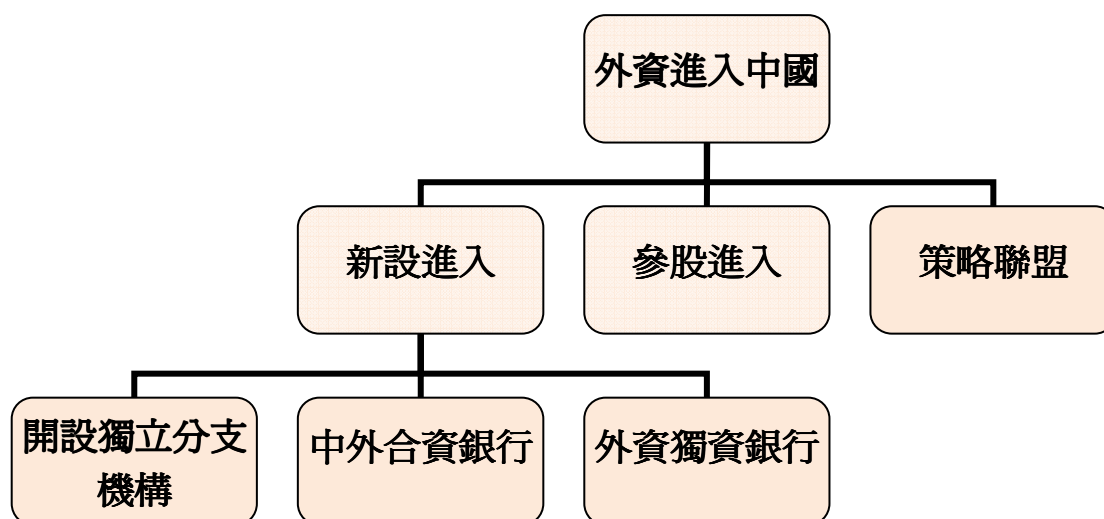 外資進入中國
新設進入
參股進入
策略聯盟
開設獨立分支
機構
中外合資銀行
外資獨資銀行